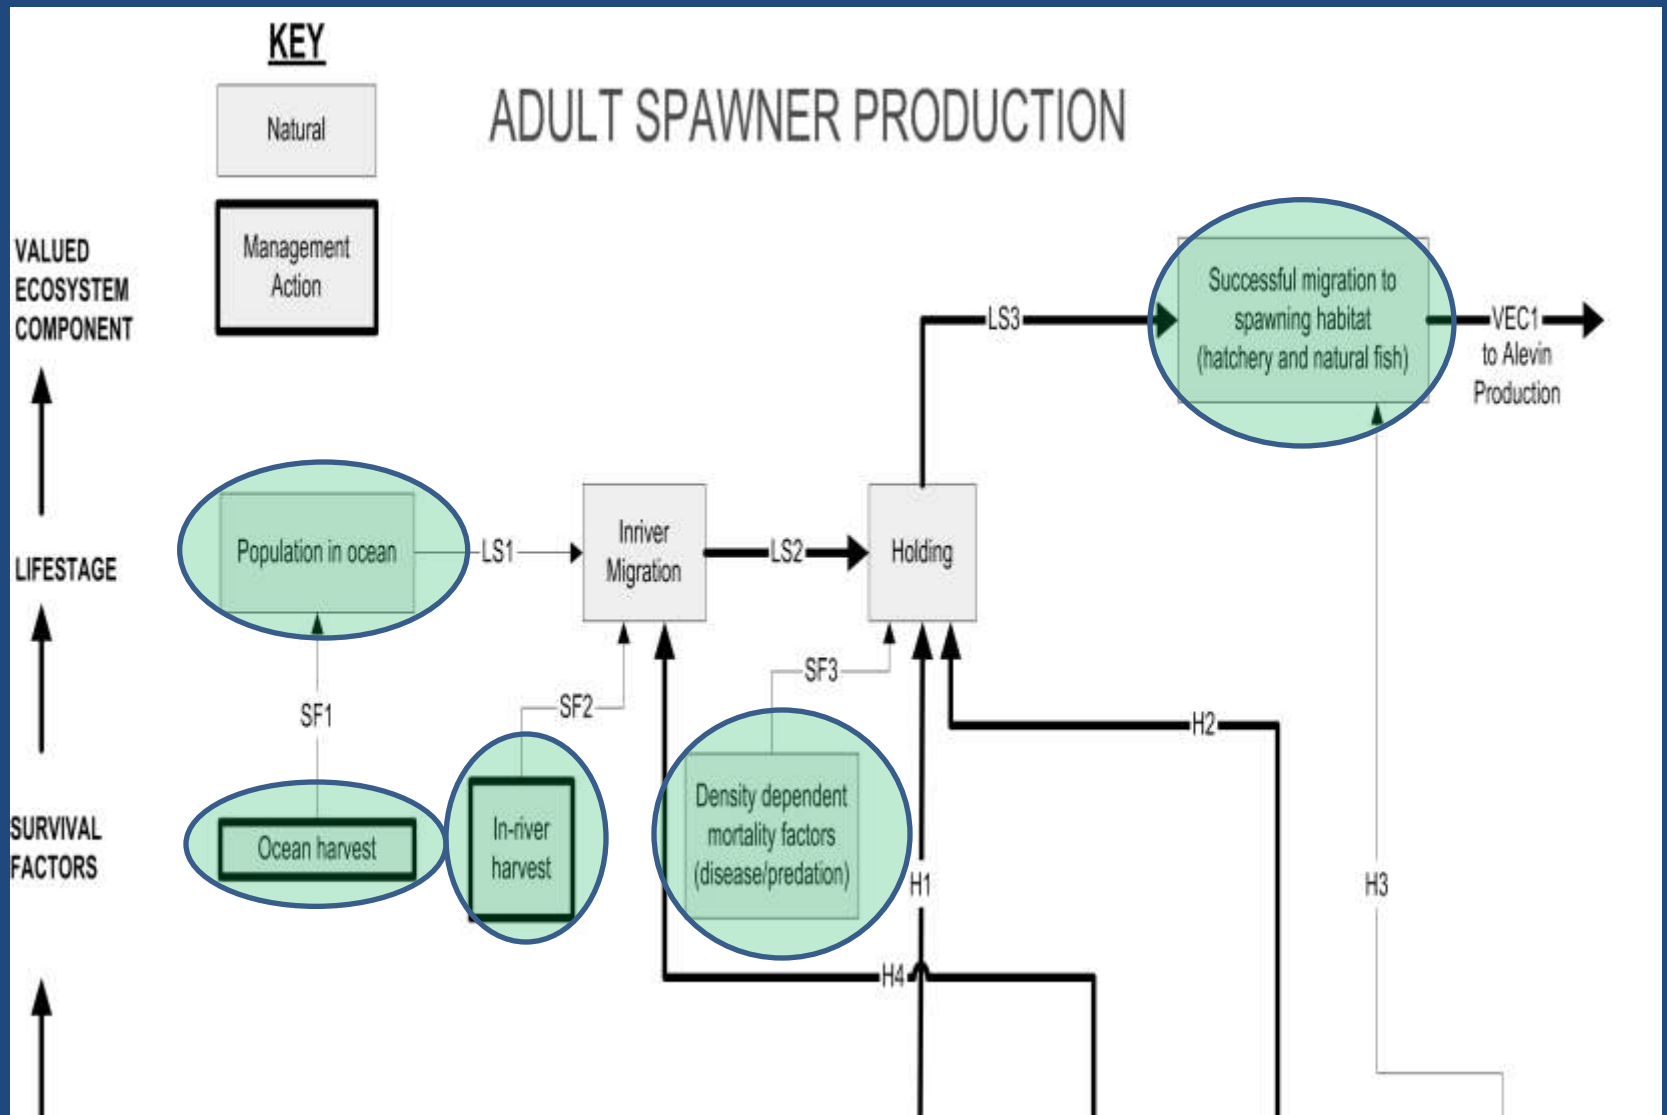 KEY
Natural
ADULT SPAWNER PRODUCTION
Management
Action
VALUED
ECOSYSTEM
COMPONENT
Successful migration to
spawning habitat
(hatchery and natural fish)
LS3
VEC1
to Alevin
Production
LIFESTAGE
Population in ocean
LS1
Inriver
Migration
LS2
Holding
SF1
SF2
SF3
H2
SURVIVAL
FACTORS
Ocean harvest
In-river
harvest
Density dependent
mortality factors
(disease/predation)
H1
H3
H4